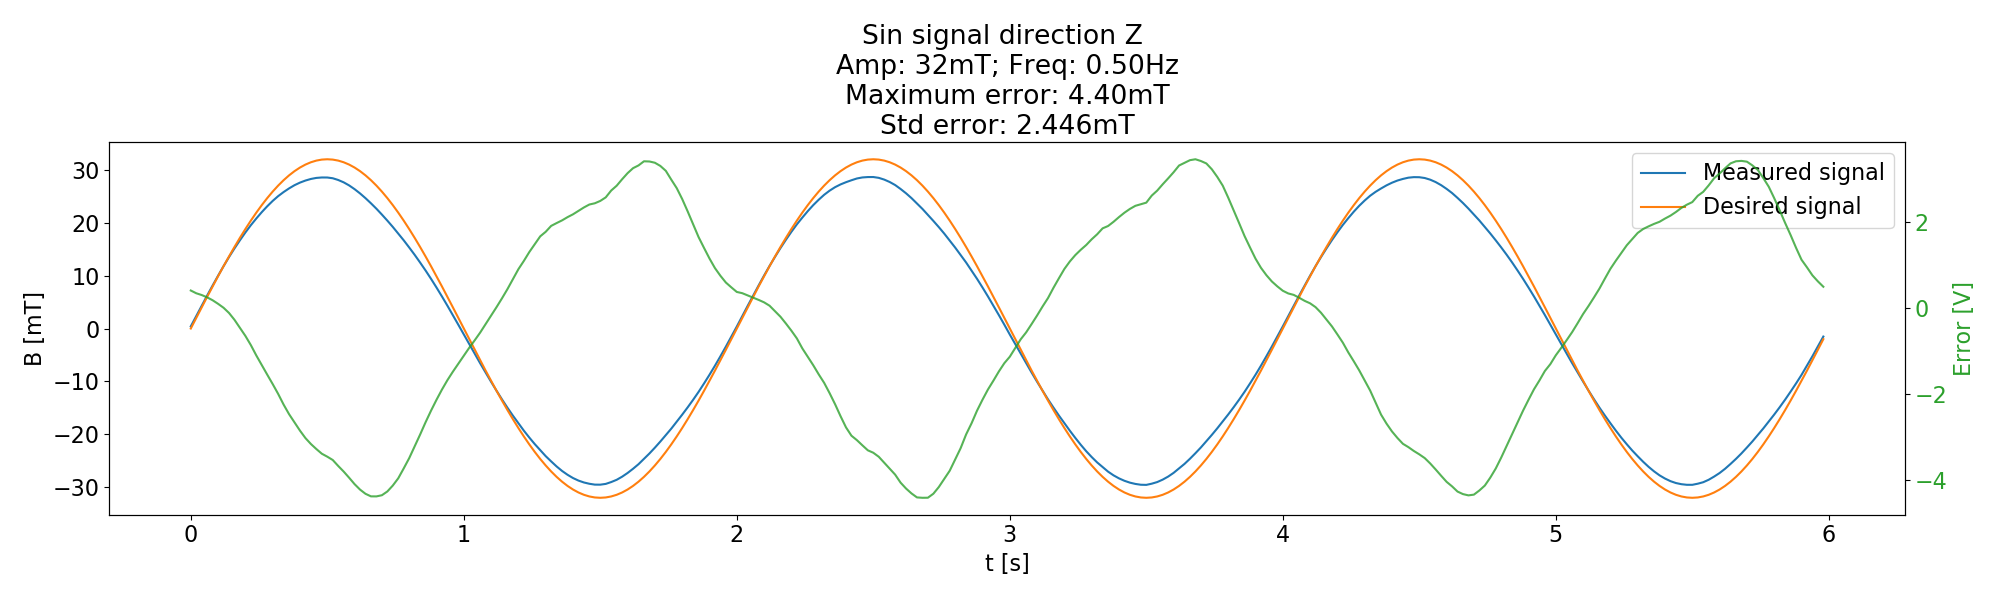 Sin signal direction Z
Amp: 32mT; Freq: 0.50Hz
Maximum error: 4.40mT
Std error: 2.446mT
Measured signal
Desired signal
B [mT]
30
20
10
0
−10
−20
−30
Error [V]
2
0
−2
−4
0 1 2 3 4 5 6
t [s]